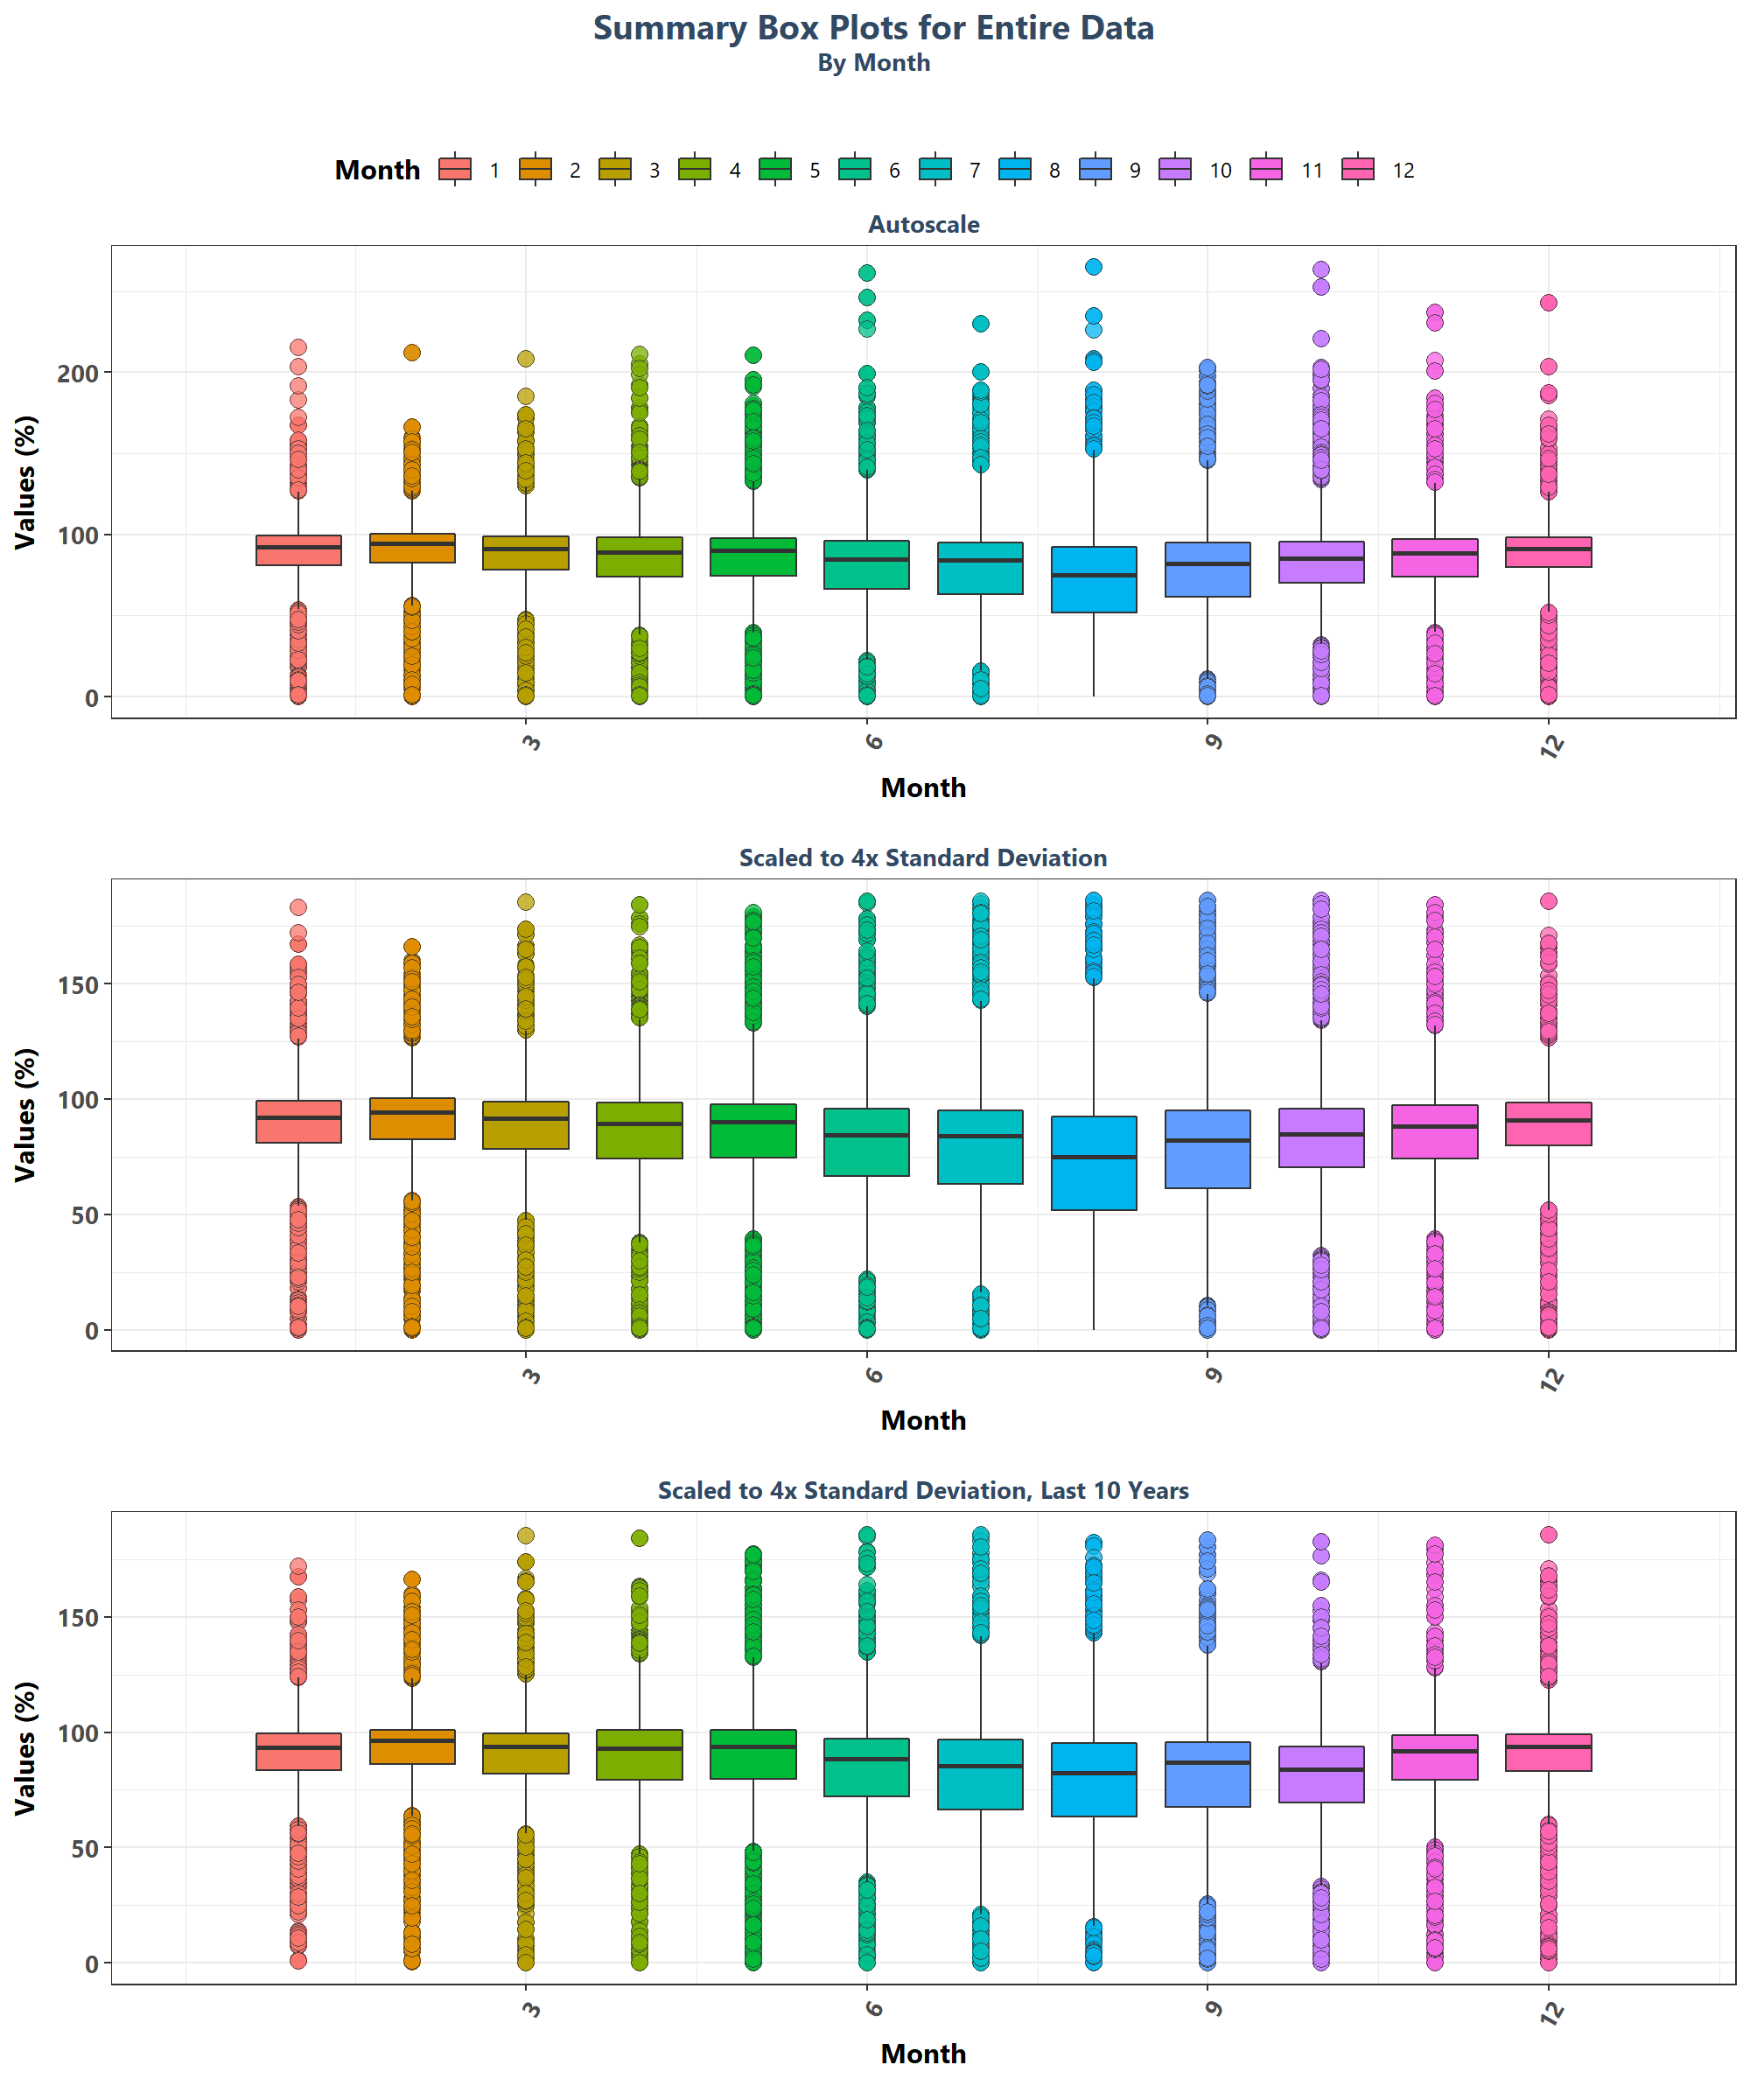 Summary Box Plots for Entire Data
By Month
Month 1 2 3 4 5 6 7 8 9 10 11 12
Autoscale
Values (%)
200
100
0
3 6 9 12
Month
Scaled to 4x Standard Deviation
Values (%)
150
100
50
0
3 6 9 12
Month
Scaled to 4x Standard Deviation, Last 10 Years
Values (%)
150
100
50
0
3 6 9 12
Month